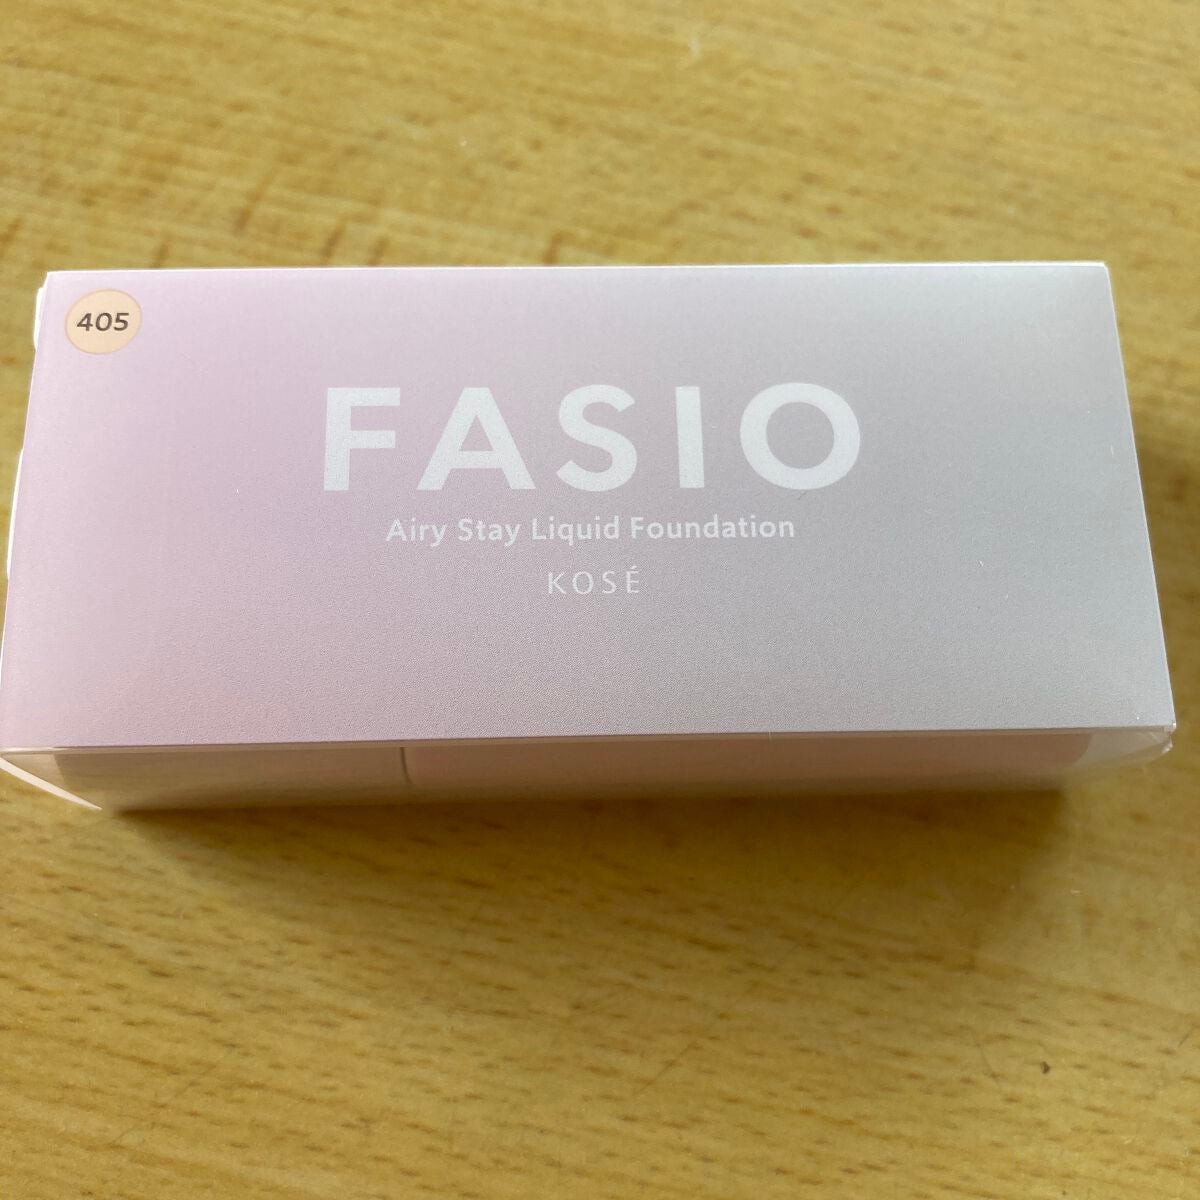 405
FASIO
Airy Stay Liquid Foundation
KOSÉ